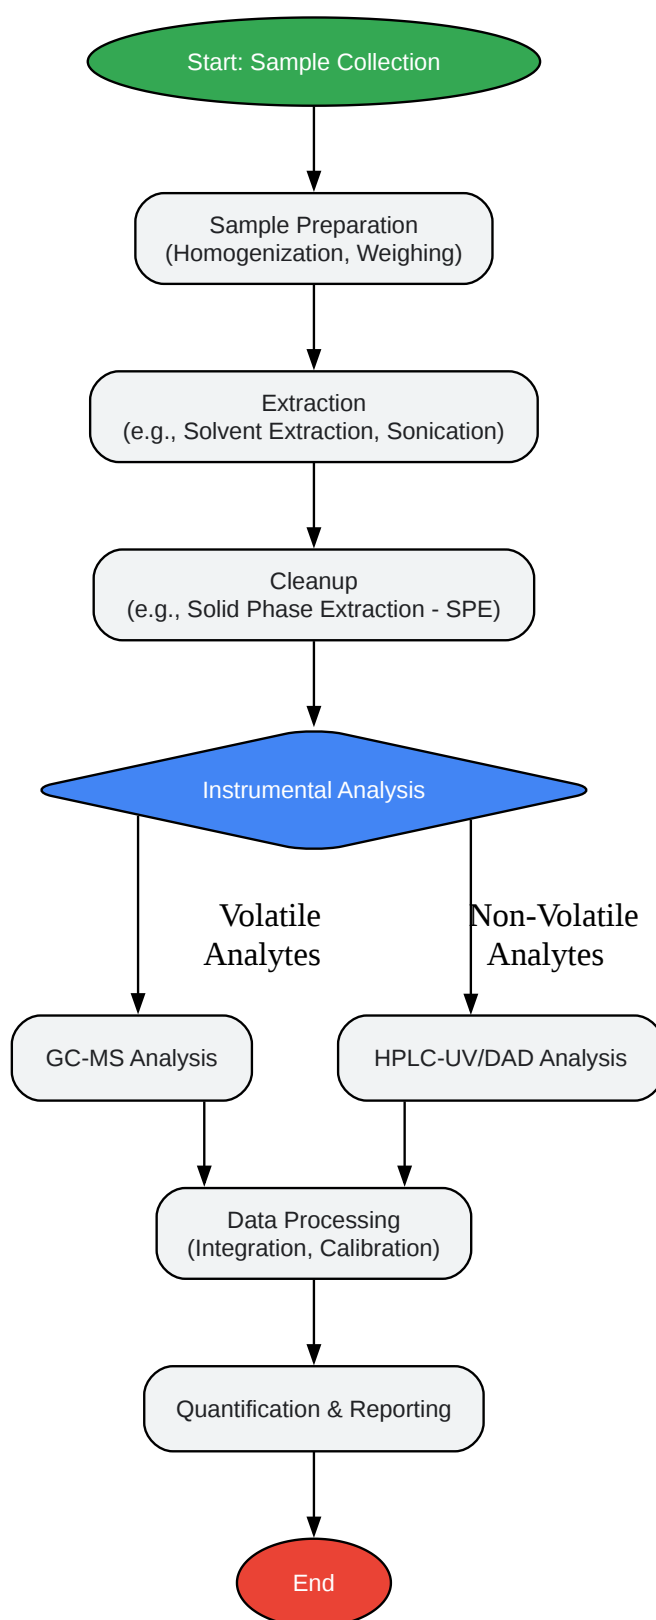 Start: Sample Collection
Sample Preparation
(Homogenization, Weighing)
Extraction
(e.g., Solvent Extraction, Sonication)
Cleanup
(e.g., Solid Phase Extraction - SPE)
Instrumental Analysis
Volatile
Analytes
Non-Volatile
Analytes
GC-MS Analysis
HPLC-UV/DAD Analysis
Data Processing
(Integration, Calibration)
Quantification & Reporting
End